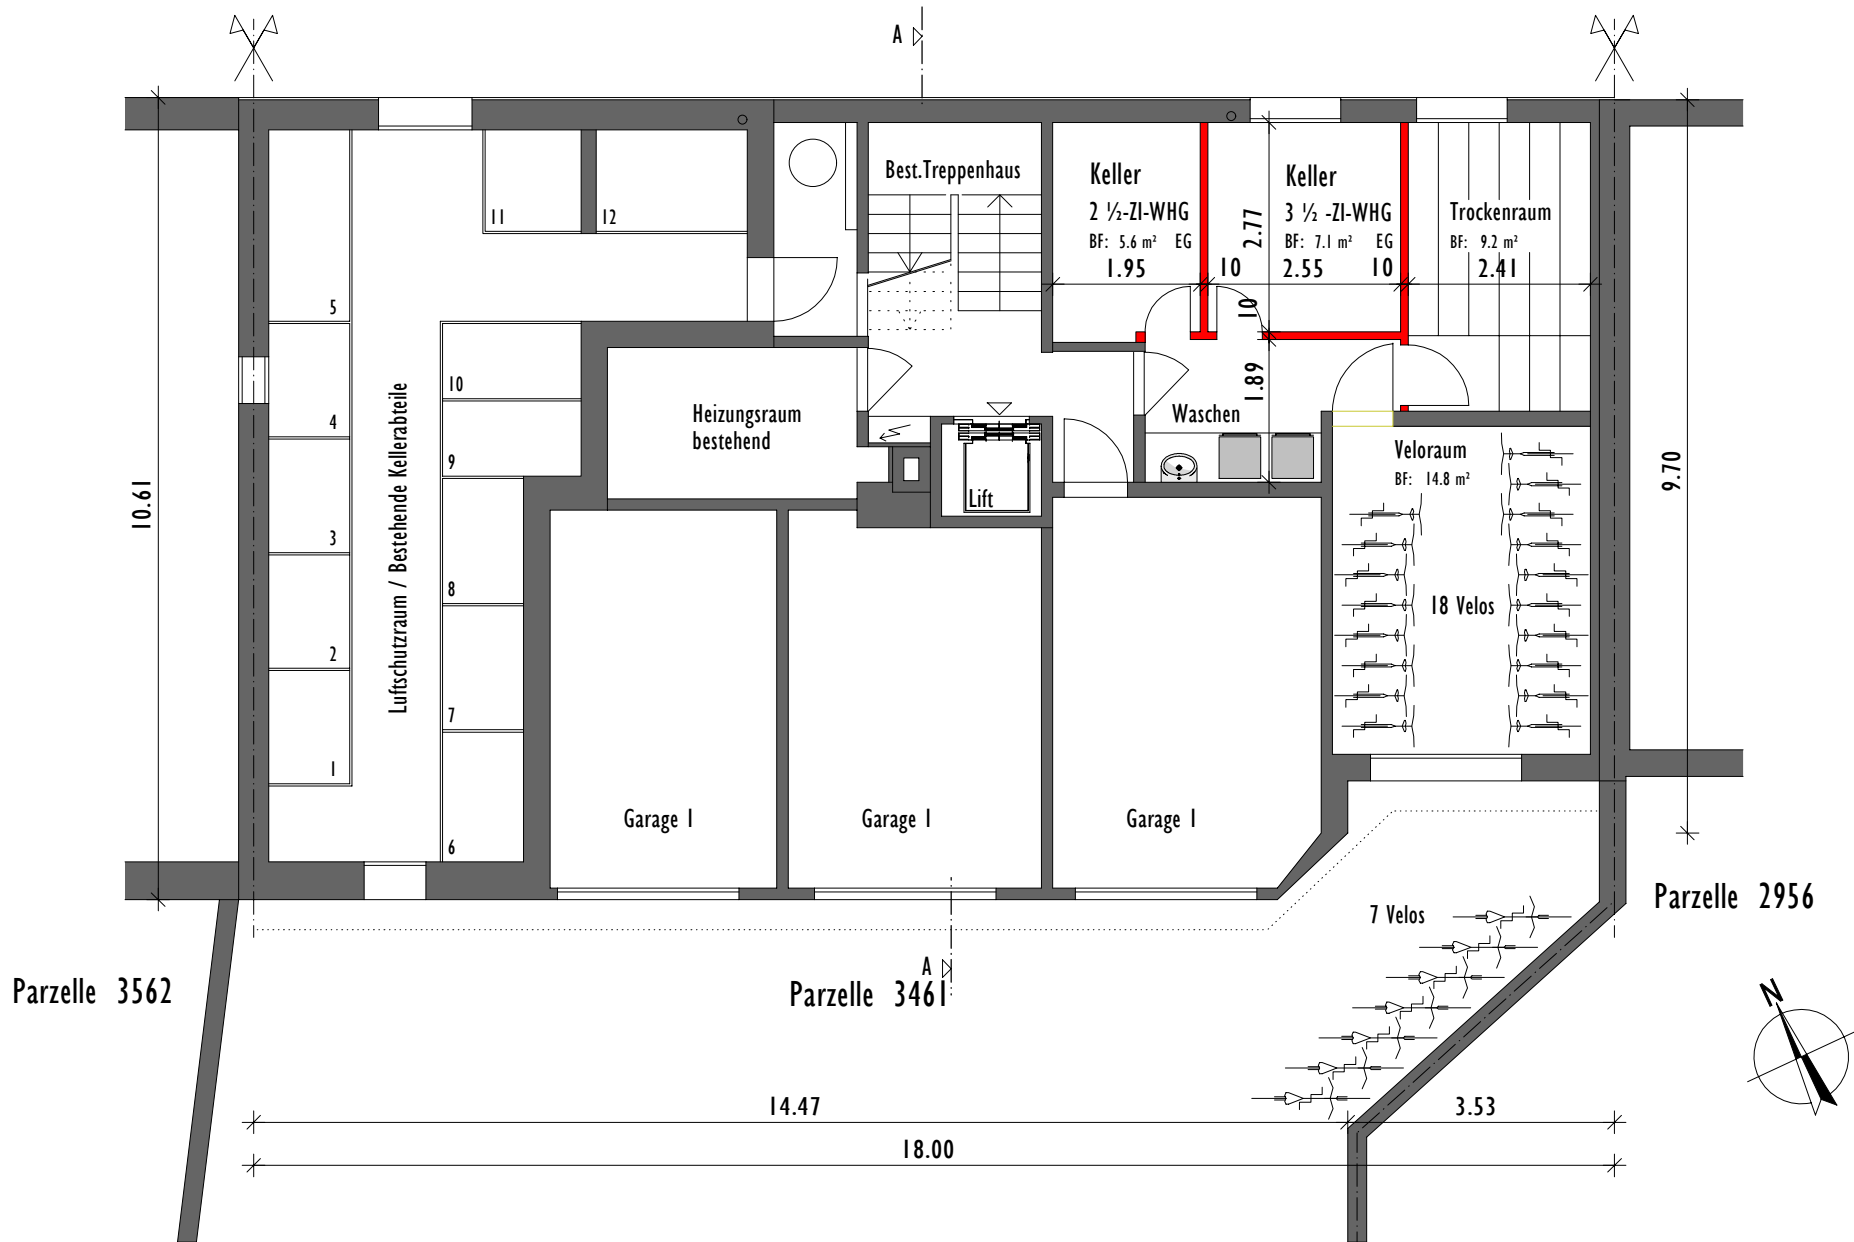 A
Best.Treppenhaus
Keller
2 ½-ZI-WHG
BF: 5.6 m² EG
1.95
10
2.77
Keller
3 ½ -ZI-WHG
BF: 7.1 m² EG
2.55
10
Trockenraum
BF: 9.2 m²
2.41
10
1.89
11
12
5
4
3
2
1
10
9
8
7
6
Luftschutzraum / Bestehende Kellerabteile
Heizungsraum
bestehend
Waschen
Lift
Veloraum
BF: 14.8 m²
18 Velos
10.61
9.70
Garage 1
Garage 1
Garage 1
7 Velos
Parzelle 2956
Parzelle 3562
A
Parzelle 3461
N
14.47
3.53
18.00